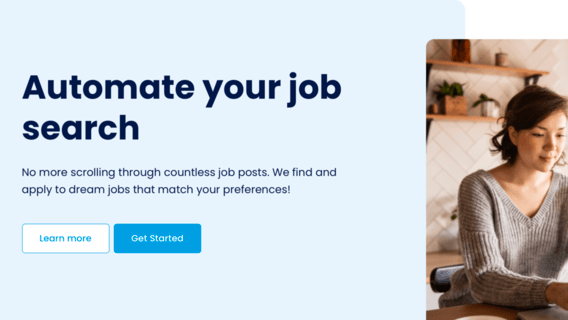 Automate your job
search
No more scrolling through countless job posts. We find and
apply to dream jobs that match your preferences!
Learn more
Get Started